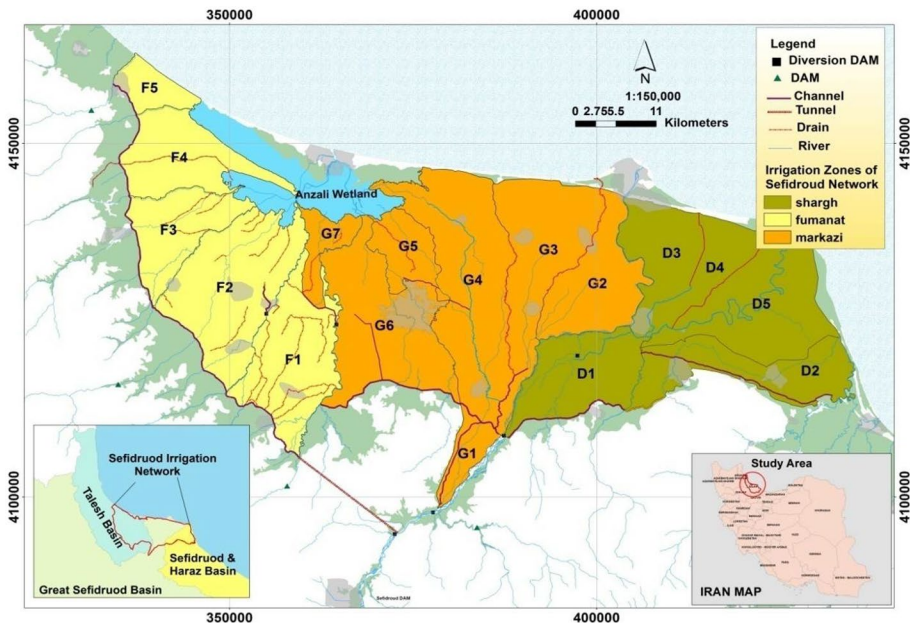 350000
400000
4150000
4100000
4150000
4100000
350000
400000
Legend
Diversion DAM
DAM
Channel
Tunnel
Drain
River
Irrigation Zones of
Sefidroud Network
shargh
fumanat
markazi
N
1:150,000
0 2.755.5 11
Kilometers
F5
F4
F3
F2
F1
Anzali Wetland
G7
G5
G4
G3
G2
G6
G1
D3
D4
D5
D1
D2
Sefidroud DAM
Sefidruod Irrigation
Network
Talesh Basin
Sefidruod &
Haraz Basin
Great Sefidruod Basin
Study Area
IRAN MAP